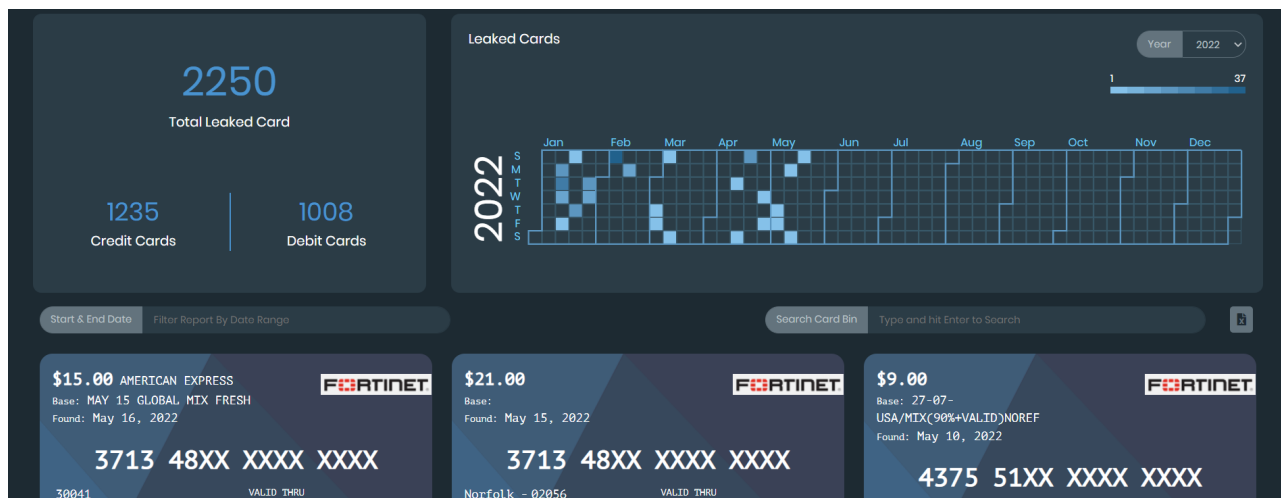 2250
Total Leaked Card
1235
Credit Cards
1008
Debit Cards
Leaked Cards
Year 2022
1 37
Jan Feb Mar Apr May Jun Jul Aug Sep Oct Nov Dec
2022
S
M
T
W
T
F
S
Start & End Date Filter Report By Date Range
Search Card Bin Type and hit Enter to Search
$15.00 AMERICAN EXPRESS
FORTINET
Base: MAY 15 GLOBAL MIX FRESH
Found: May 16, 2022
3713 48XX XXXX XXXX
30041 VALID THRU
$21.00
FORTINET
Base:
Found: May 15, 2022
3713 48XX XXXX XXXX
Norfolk - 02056 VALID THRU
$9.00
FORTINET
Base: 27-07-
USA/MIX(90%+VALID)NOREF
Found: May 10, 2022
4375 51XX XXXX XXXX